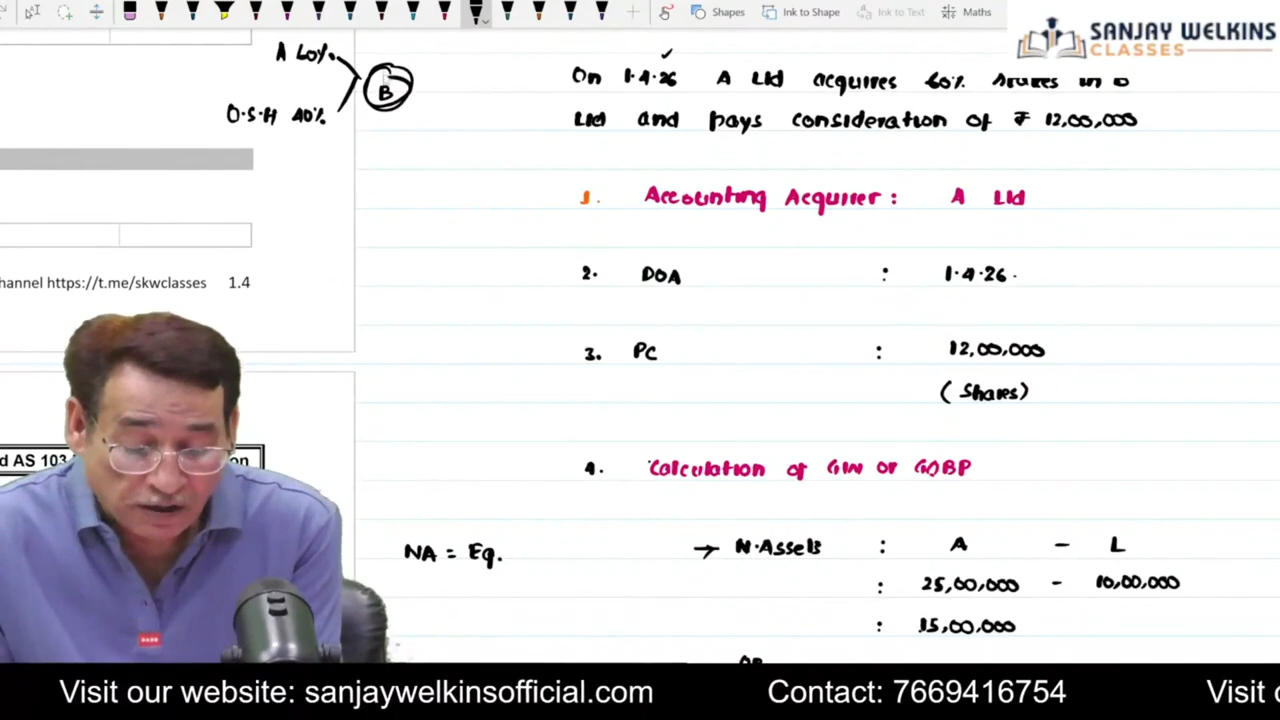 Shapes Ink to Shape Ink to Text Maths
SANJAY WELKINS
CLASSES
A 60%
O.S.H 40%
B
On 1.4.26 A Ltd acquires 60% shares in B
Ltd and pays consideration of ₹ 12,00,000
1. Accounting Acquirer : A Ltd
2. DOA : 1.4.26
3. PC : 12,00,000
(Shares)
hannel https://t.me/skwclasses 1.4
d AS 103
on
4. Calculation of GW or GOBP
NA = Eq.
→ N.Assets : A - L
: 25,00,000 - 10,00,000
: 15,00,000
OR
Visit our website: sanjaywelkinsofficial.com Contact: 7669416754 Visit